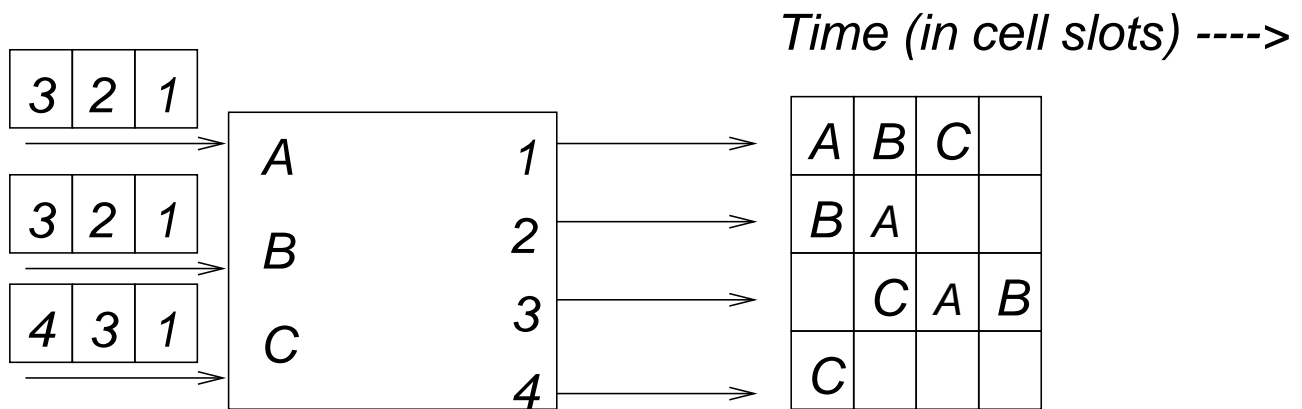 Time (in cell slots) ---->
3 2 1
A 1
A B C
3 2 1
B 2
B A
4 3 1
C 3
C A B
4
C